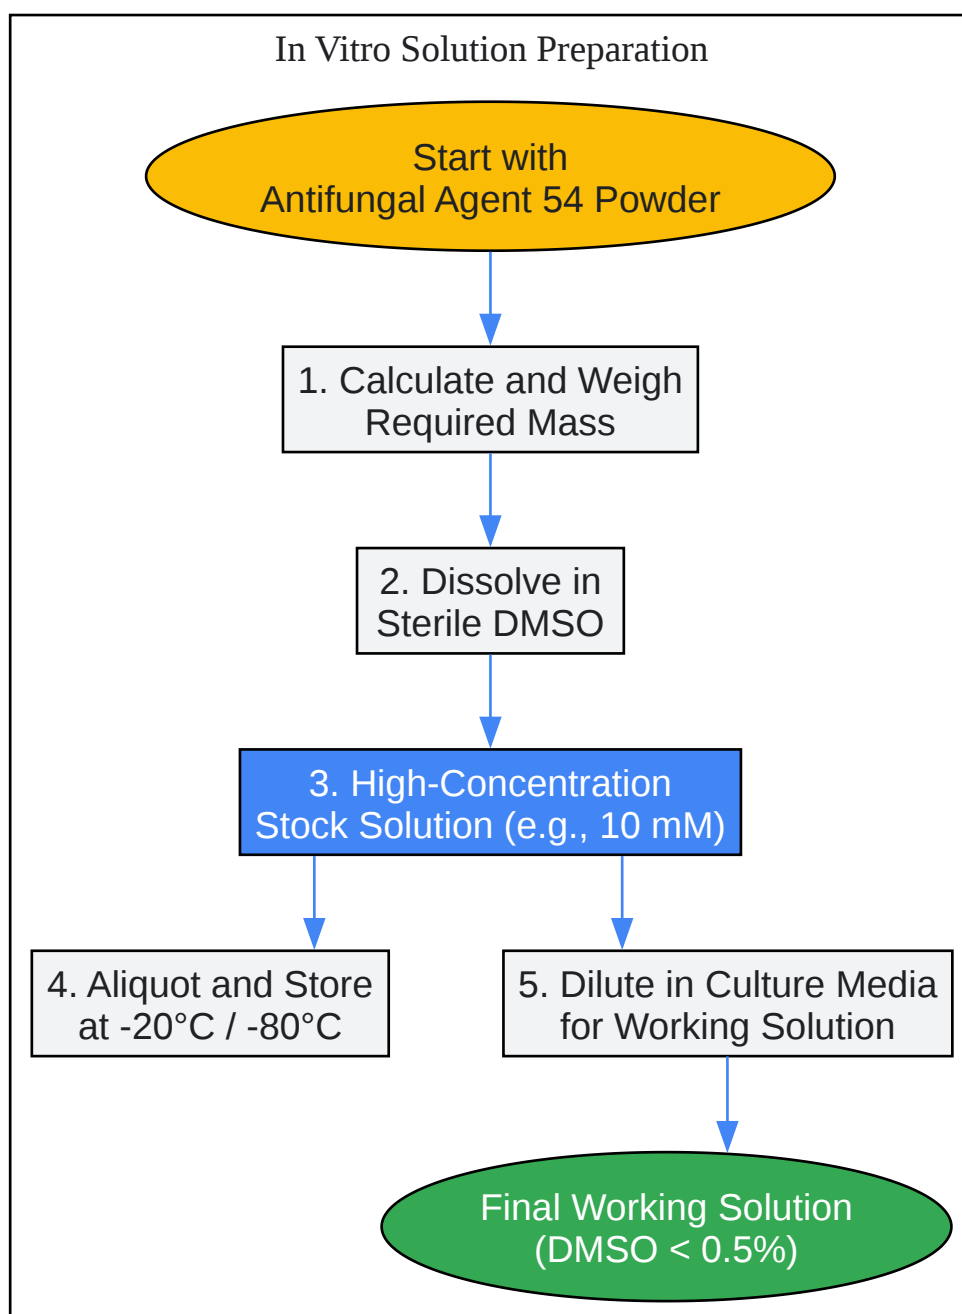 In Vitro Solution Preparation
Start with
Antifungal Agent 54 Powder
1. Calculate and Weigh
Required Mass
2. Dissolve in
Sterile DMSO
3. High-Concentration
Stock Solution (e.g., 10 mM)
4. Aliquot and Store
at -20°C / -80°C
5. Dilute in Culture Media
for Working Solution
Final Working Solution
(DMSO < 0.5%)